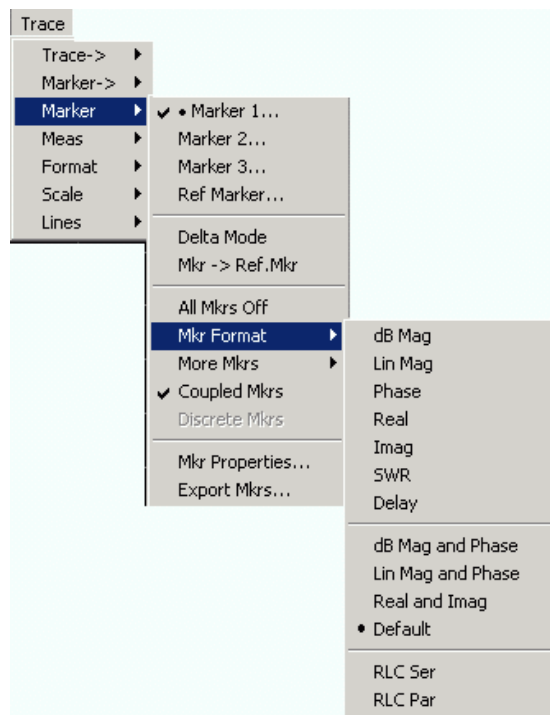 Trace
Trace->
Marker->
Marker
Meas
Format
Scale
Lines
Marker 1...
Marker 2...
Marker 3...
Ref Marker...
Delta Mode
Mkr -> Ref.Mkr
All Mkrs Off
Mkr Format
More Mkrs
Coupled Mkrs
Discrete Mkrs
Mkr Properties...
Export Mkrs...
dB Mag
Lin Mag
Phase
Real
Imag
SWR
Delay
dB Mag and Phase
Lin Mag and Phase
Real and Imag
Default
RLC Ser
RLC Par